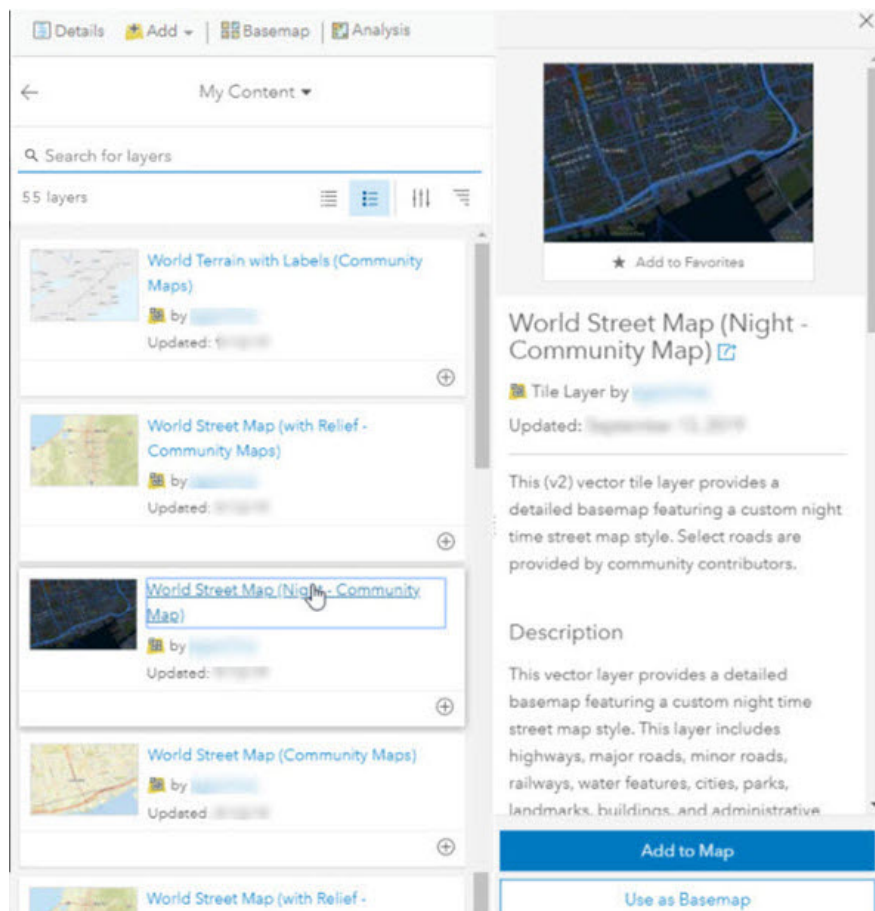 Details Add Basemap Analysis
My Content
Search for layers
55 layers
World Terrain with Labels (Community
Maps)
by
Updated:
World Street Map (with Relief -
Community Maps)
by
Updated:
World Street Map (Night - Community
Map)
by
Updated:
World Street Map (Community Maps)
by
Updated
World Street Map (with Relief -
Add to Favorites
World Street Map (Night -
Community Map)
Tile Layer by
Updated:
This (v2) vector tile layer provides a
detailed basemap featuring a custom night
time street map style. Select roads are
provided by community contributors.
Description
This vector layer provides a detailed
basemap featuring a custom night time
street map style. This layer includes
highways, major roads, minor roads,
railways, water features, cities, parks,
landmarks, buildings, and administrative
Add to Map
Use as Basemap